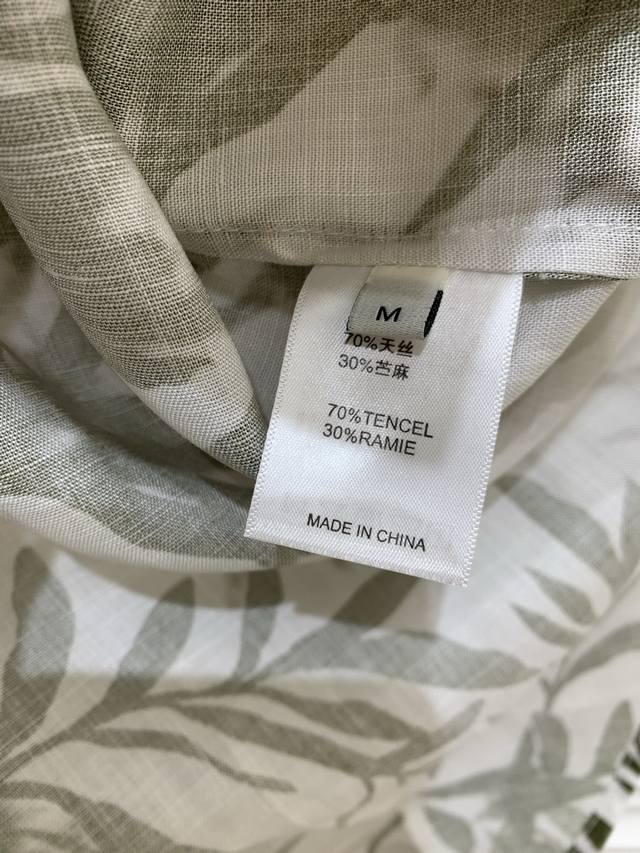 M
70%天丝
30%苎麻
70%TENCEL
30%RAMIE
MADE IN CHINA